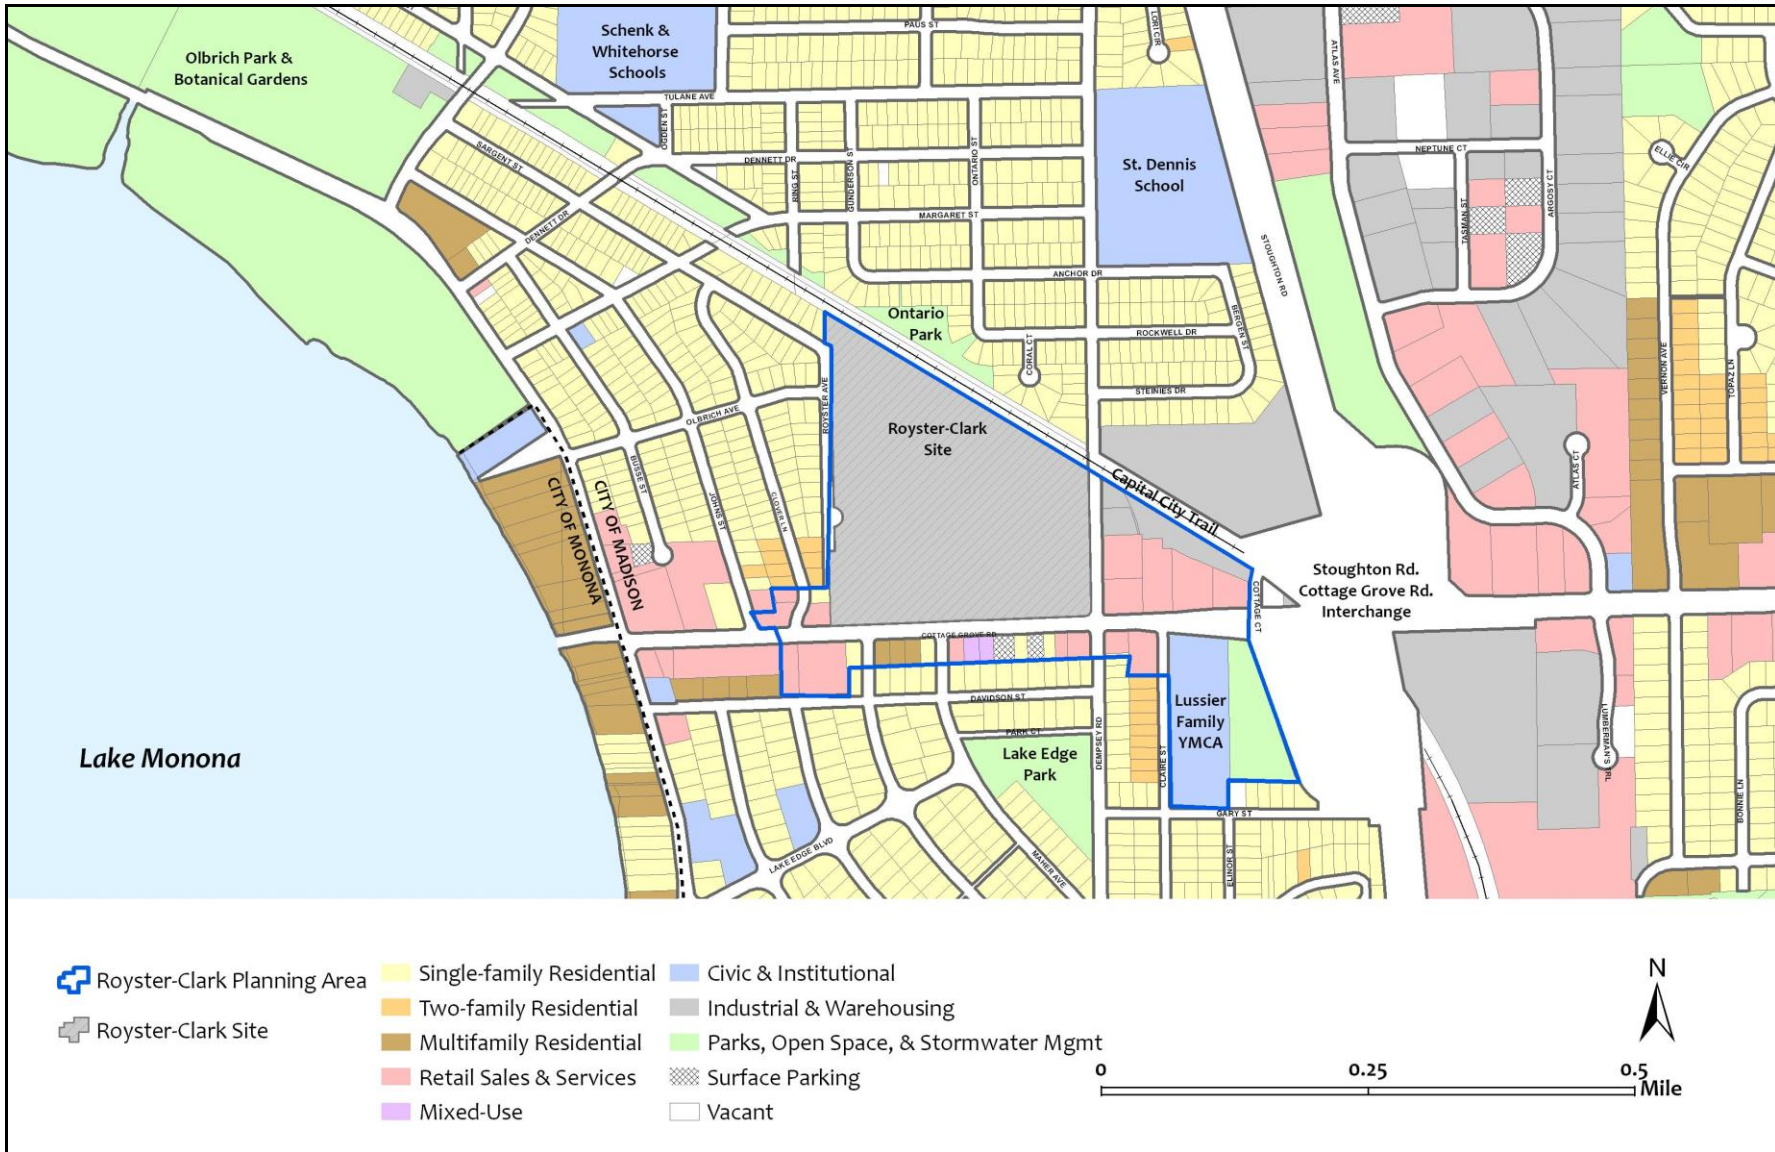 PAUS ST
LORI CIR
Schenk &
Whitehorse
Schools
Olbrich Park &
Botanical Gardens
ATLAS AVE
TULANE AVE
OGDEN ST
SARGENT ST
DENNETT DR
RING ST
GUNDERSON ST
ONTARIO ST
St. Dennis
School
NEPTUNE CT
TASMAN ST
ARGOSY CT
ELLIE CIR
MARGARET ST
DENNETT DR
STOUGHTON RD
ANCHOR DR
BERGEN ST
Ontario
Park
ROCKWELL DR
CORAL CT
STEINIES DR
VERNON AVE
TOPAZ LN
ROYSTER AVE
OLBRICH AVE
Royster-Clark
Site
BUSSE ST
JOHNS ST
CLOVER LN
ATLAS CT
CITY OF MONONA
CITY OF MADISON
Capital City Trail
Stoughton Rd.
Cottage Grove Rd.
Interchange
COTTAGE CT
COTTAGE GROVE RD
DAVIDSON ST
PARK CT
DEMPSEY RD
CLAIRE ST
Lussier
Family
YMCA
LUMBERMAN'S TRL
Lake Monona
Lake Edge
Park
BONNIE LN
GARY ST
LAKE EDGE BLVD
MAHER AVE
ELINOR ST
Royster-Clark Planning Area
Royster-Clark Site
Single-family Residential
Two-family Residential
Multifamily Residential
Retail Sales & Services
Mixed-Use
Civic & Institutional
Industrial & Warehousing
Parks, Open Space, & Stormwater Mgmt
Surface Parking
Vacant
N
0 0.25 0.5
Mile